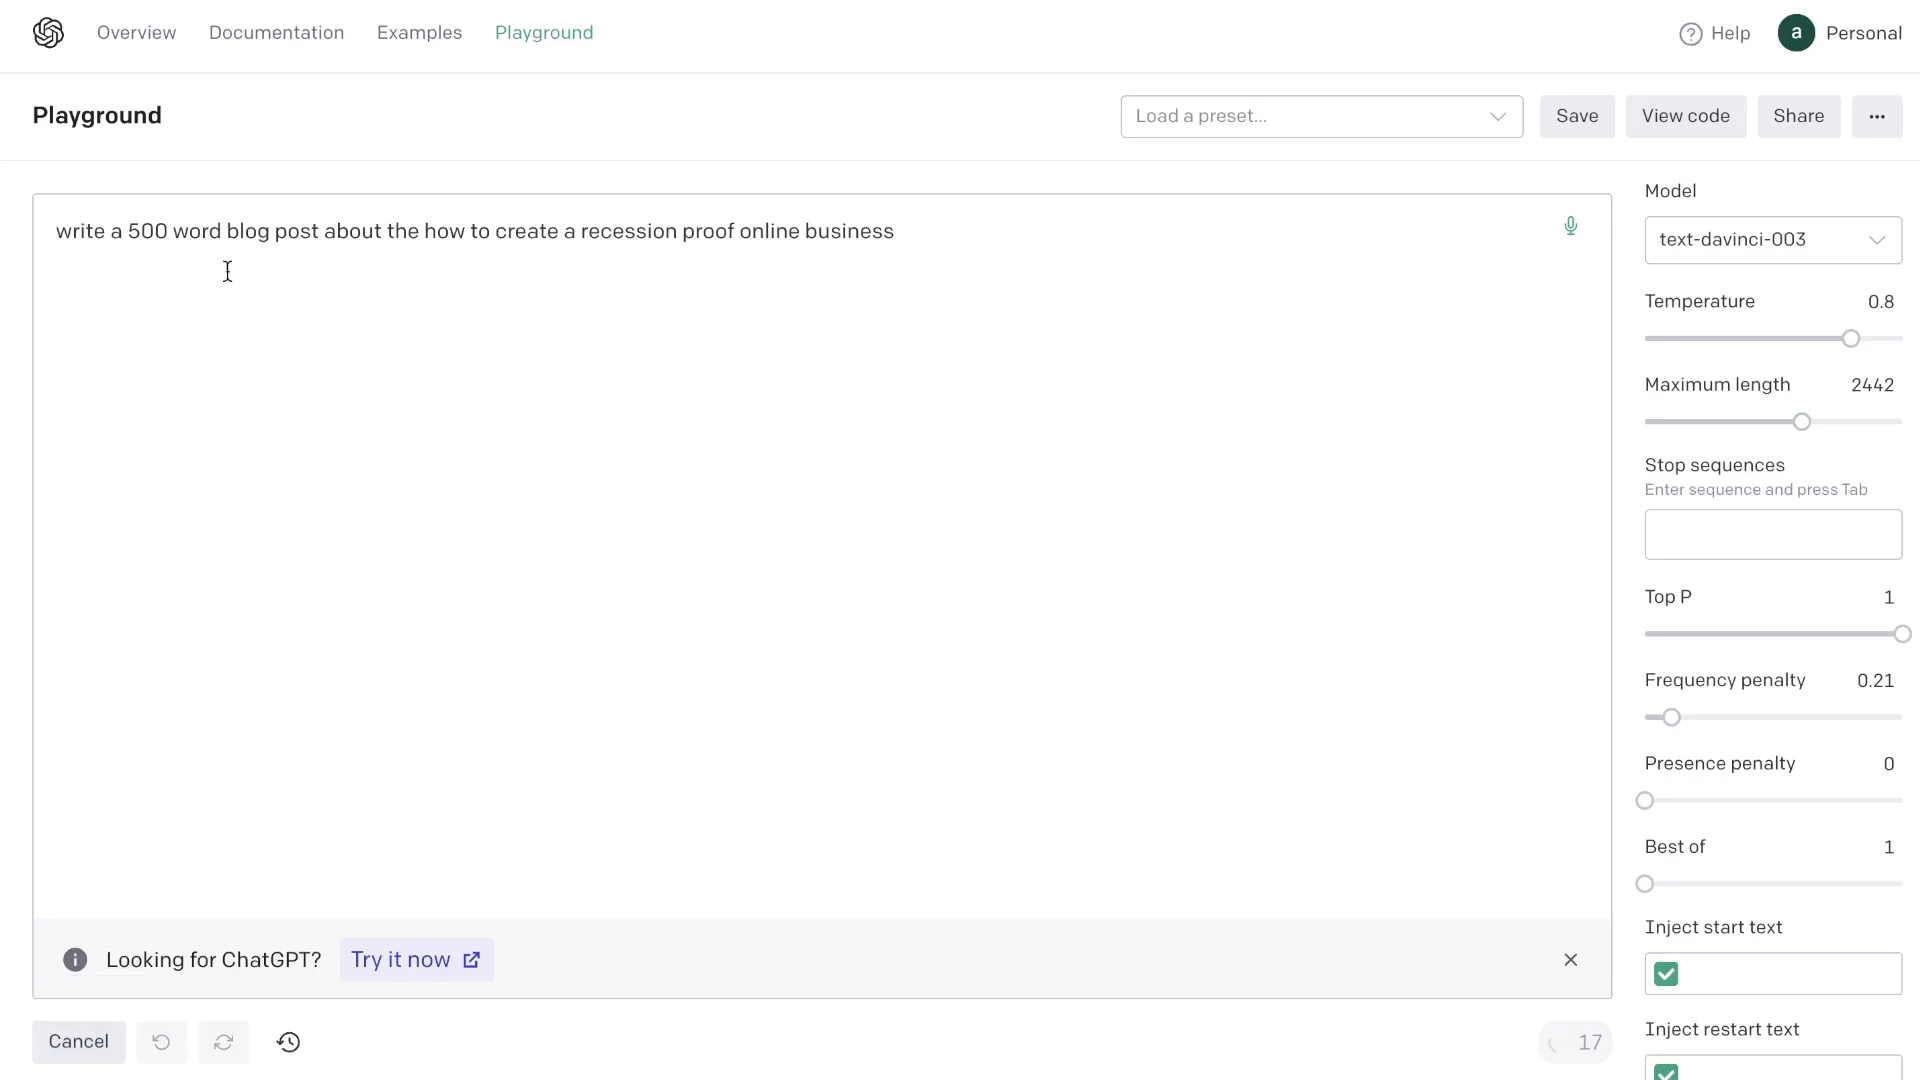 Overview Documentation Examples Playground Help a Personal
Playground Load a preset... Save View code Share ...
write a 500 word blog post about the how to create a recession proof online business
Model
text-davinci-003
Temperature 0.8
Maximum length 2442
Stop sequences
Enter sequence and press Tab
Top P 1
Frequency penalty 0.21
Presence penalty 0
Best of 1
Inject start text
Looking for ChatGPT? Try it now
Inject restart text
Cancel 17